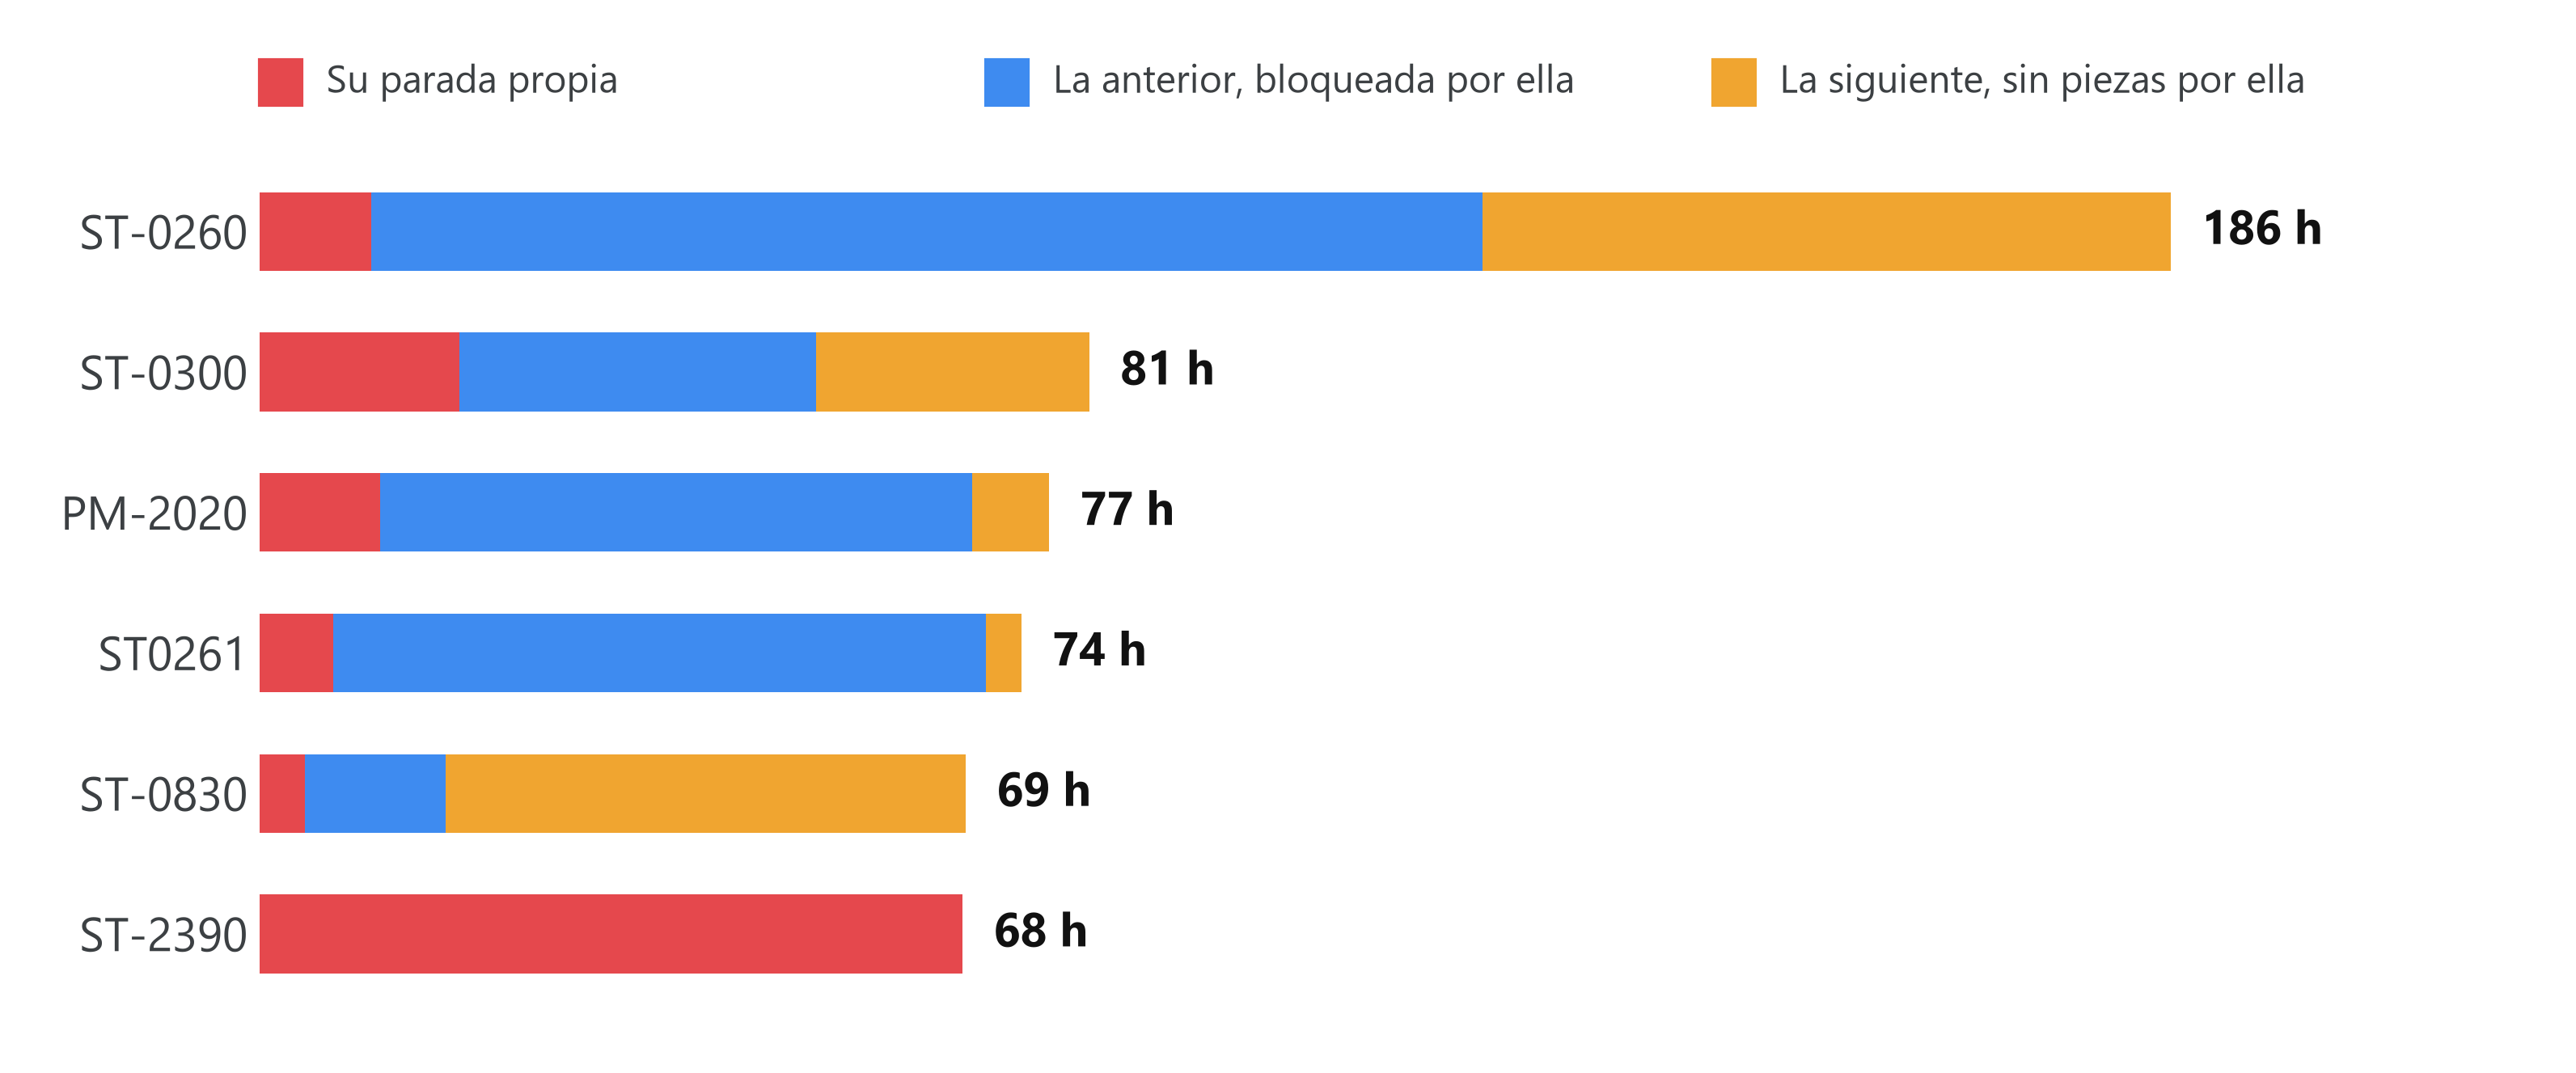 Su parada propia La anterior, bloqueada por ella La siguiente, sin piezas por ella
ST-0260 186 h
ST-0300 81 h
PM-2020 77 h
ST0261 74 h
ST-0830 69 h
ST-2390 68 h